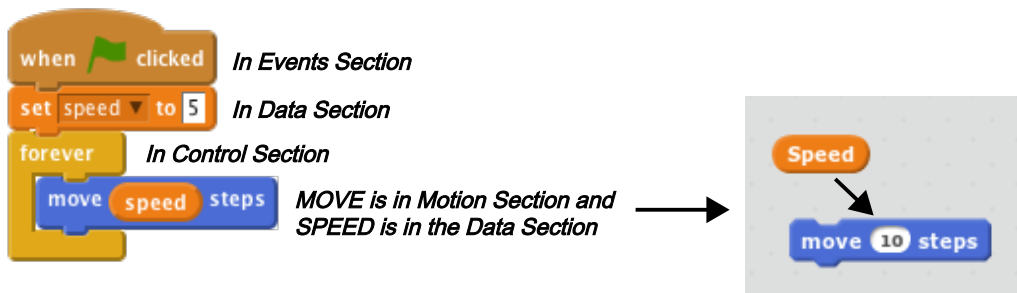 when clicked In Events Section
set speed to 5 In Data Section
forever In Control Section
move speed steps MOVE is in Motion Section and
SPEED is in the Data Section
Speed
move 10 steps